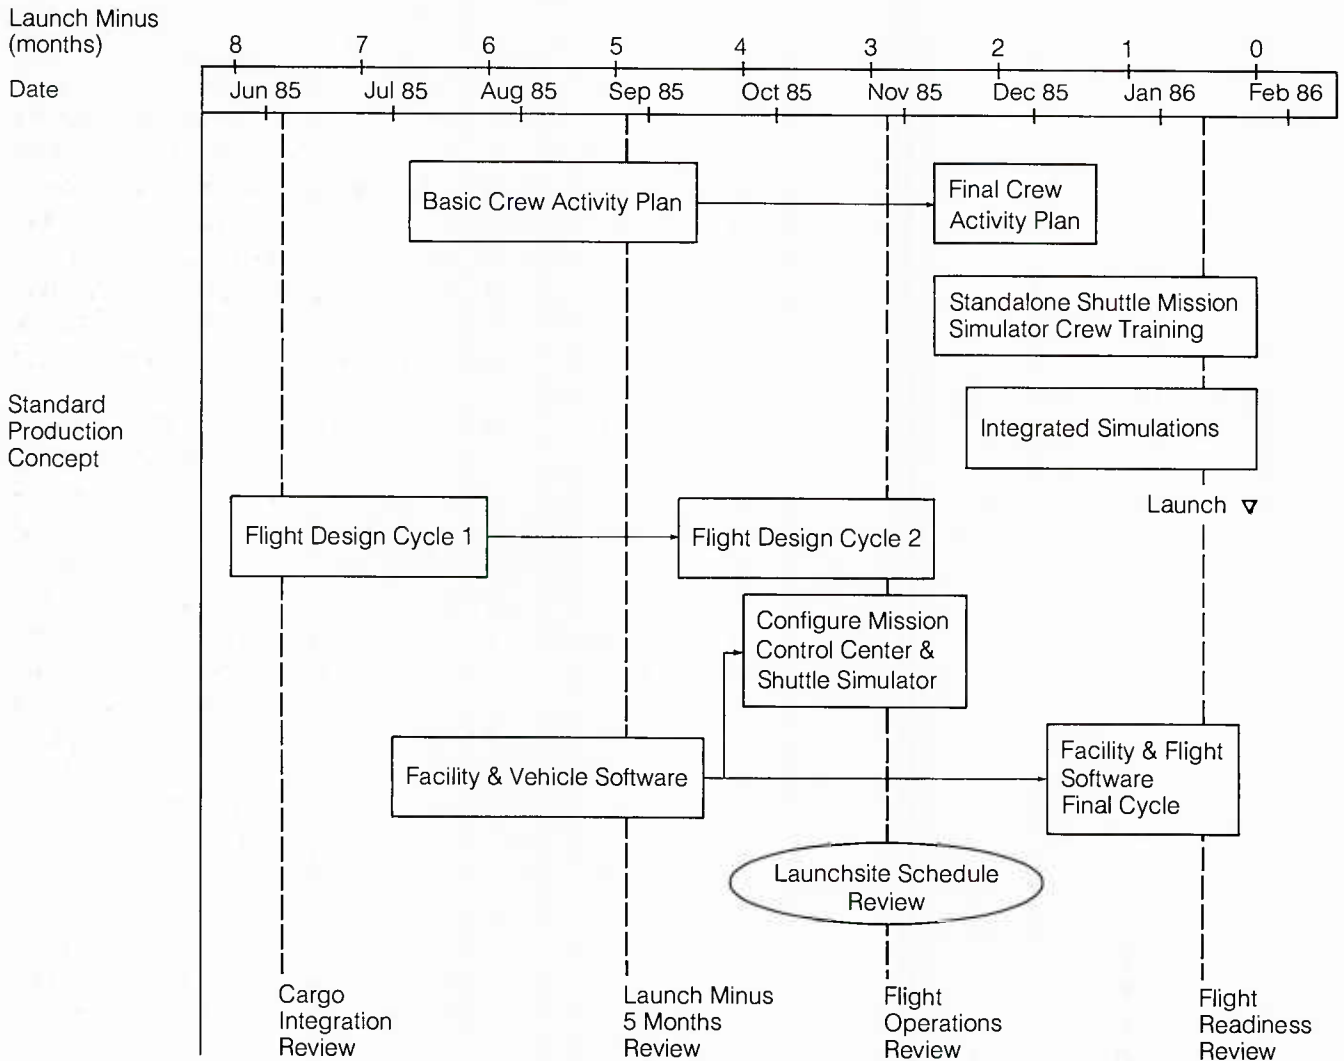 Launch Minus
(months)
8 7 6 5 4 3 2 1 0
Date
Jun 85 Jul 85 Aug 85 Sep 85 Oct 85 Nov 85 Dec 85 Jan 86 Feb 86
Basic Crew Activity Plan
Final Crew
Activity Plan
Standalone Shuttle Mission
Simulator Crew Training
Standard
Production
Concept
Integrated Simulations
Launch
Flight Design Cycle 1
Flight Design Cycle 2
Configure Mission
Control Center &
Shuttle Simulator
Facility & Vehicle Software
Facility & Flight
Software
Final Cycle
Launchsite Schedule
Review
Cargo
Integration
Review
Launch Minus
5 Months
Review
Flight
Operations
Review
Flight
Readiness
Review